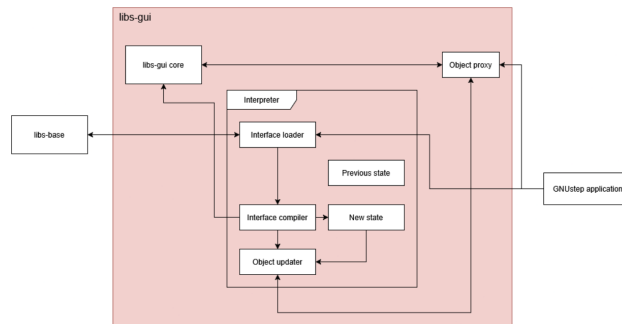 libs-gui
libs-gui core
Object proxy
Interpreter
libs-base
Interface loader
Previous state
GNUstep application
Interface compiler
New state
Object updater